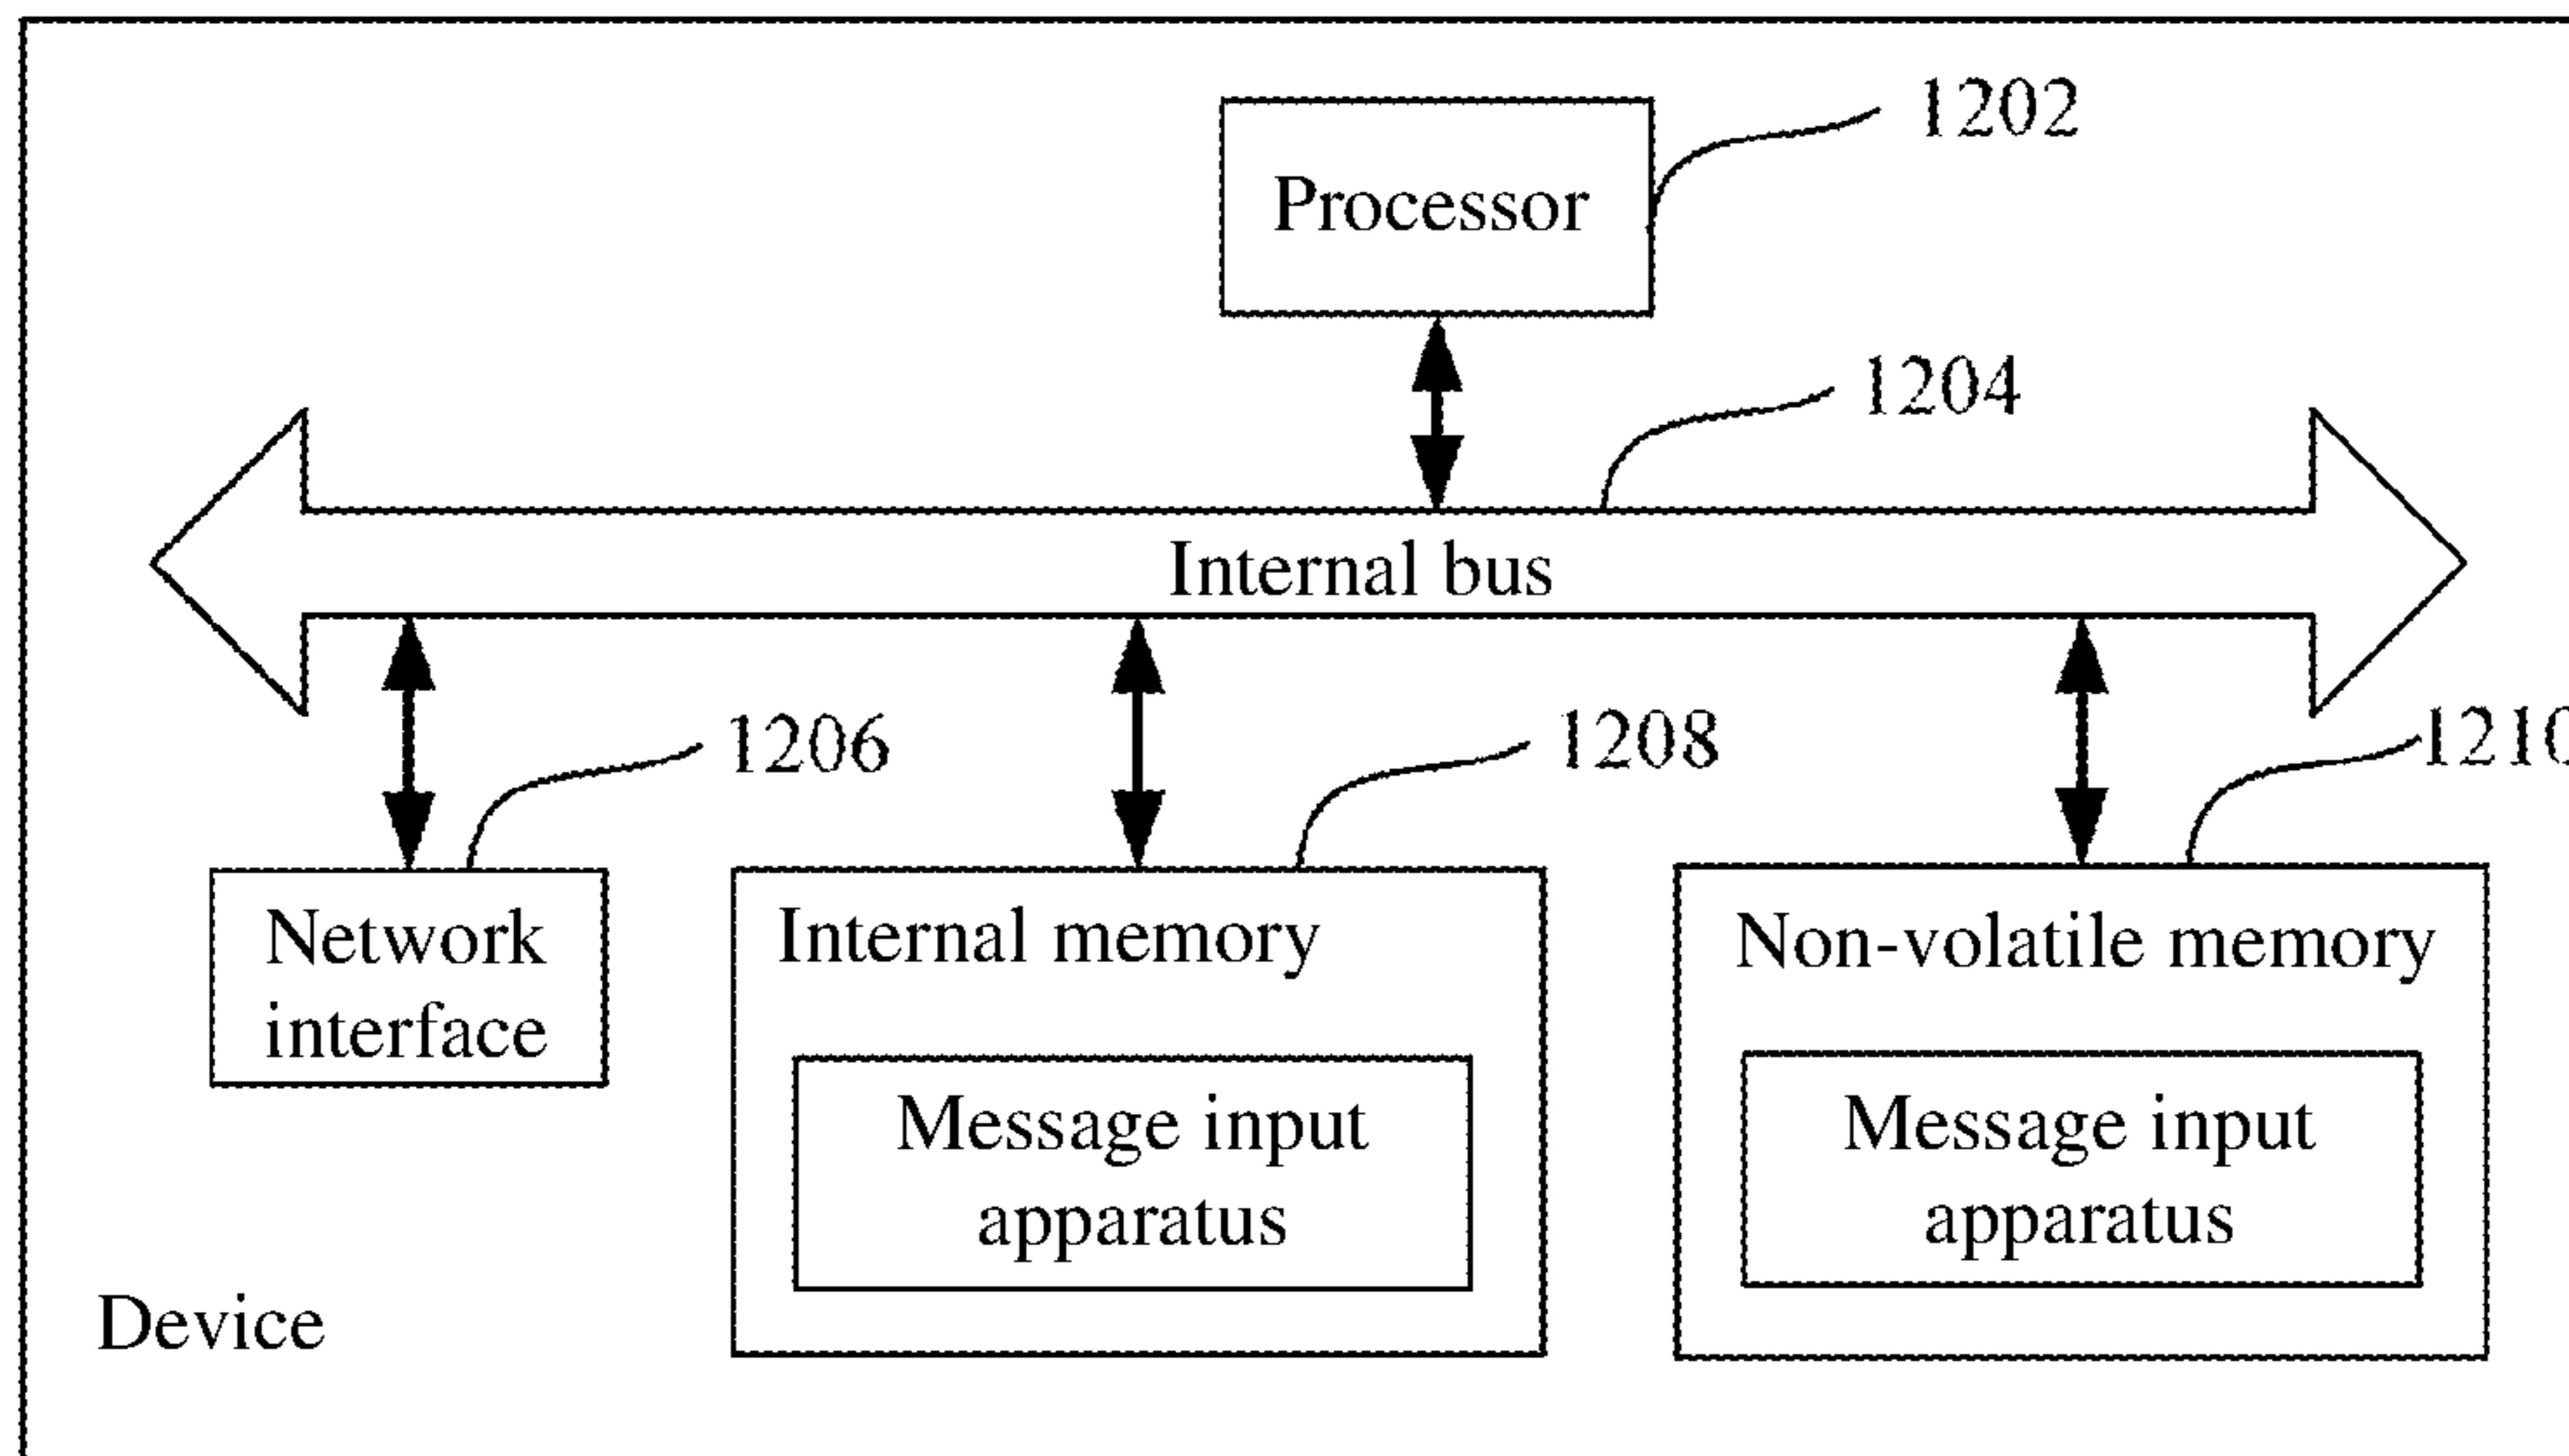 1202
Processor
1204
Internal bus
1206
1208
1210
Network
interface
Internal memory
Message input
apparatus
Non-volatile memory
Message input
apparatus
Device